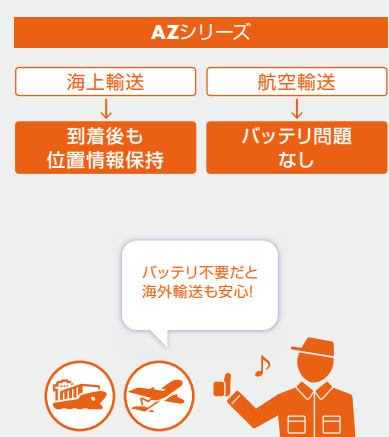 AZシリーズ
海上輸送
航空輸送
到着後も
位置情報保持
バッテリ問題
なし
バッテリ不要だと
海外輸送も安心!